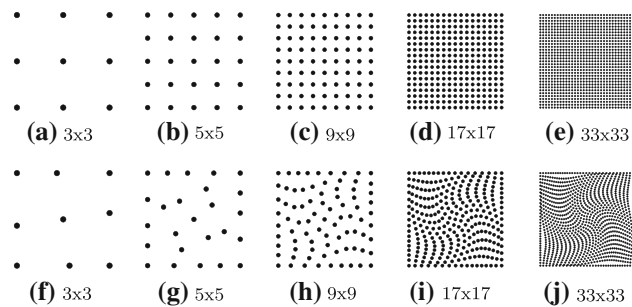 (a) 3x3 (b) 5x5 (c) 9x9 (d) 17x17 (e) 33x33
(f) 3x3 (g) 5x5 (h) 9x9 (i) 17x17 (j) 33x33